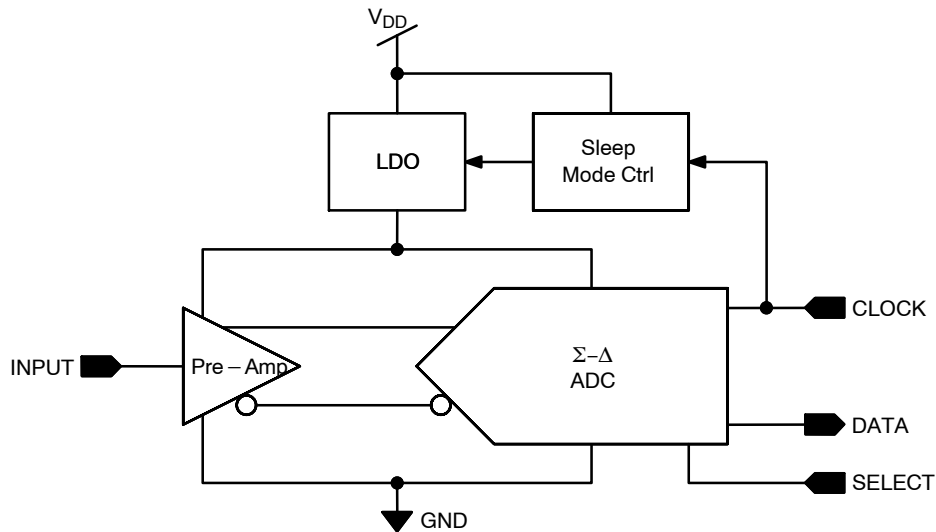 VDD
LDO
Sleep
Mode Ctrl
CLOCK
INPUT
Pre – Amp
Σ–Δ
ADC
DATA
SELECT
GND